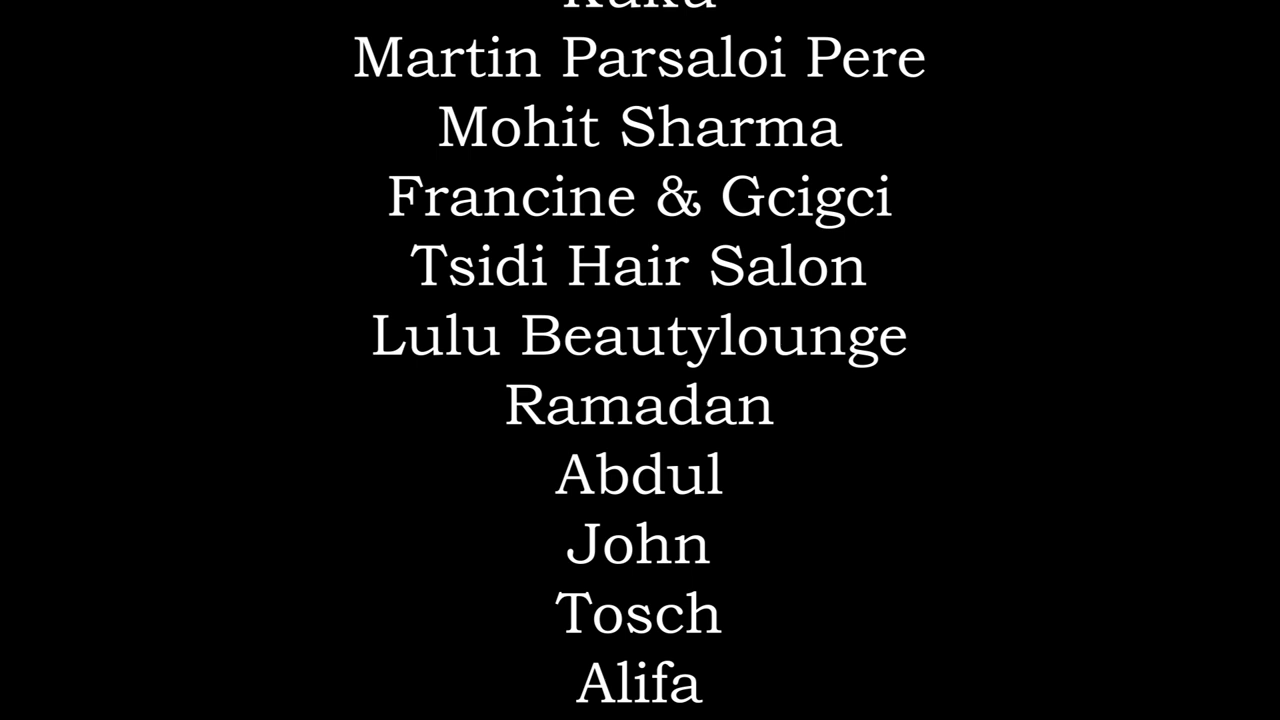 Martin Parsaloi Pere
Mohit Sharma
Francine & Gcigci
Tsidi Hair Salon
Lulu Beautylounge
Ramadan
Abdul
John
Tosch
Alifa